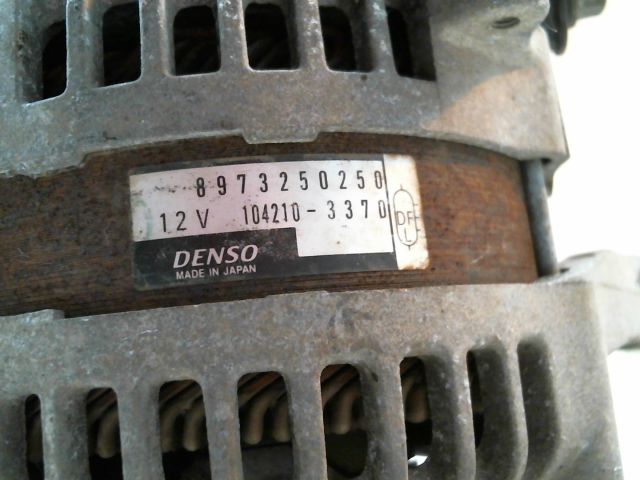 8973250250
12V 104210-3370
DF
L
DENSO
MADE IN JAPAN